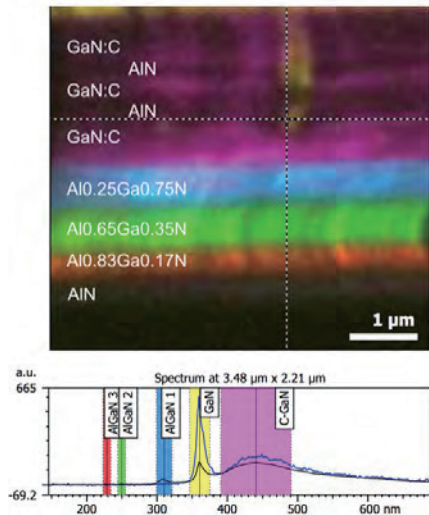 GaN:C
AlN
GaN:C
AlN
GaN:C
Al0.25Ga0.75N
Al0.65Ga0.35N
Al0.83Ga0.17N
AlN
1 µm
a.u.
Spectrum at 3.48 µm x 2.21 µm
665
AlGaN 3
AlGaN 2
AlGaN 1
GaN
C-GaN
-69.2
200 300 400 500 600 nm